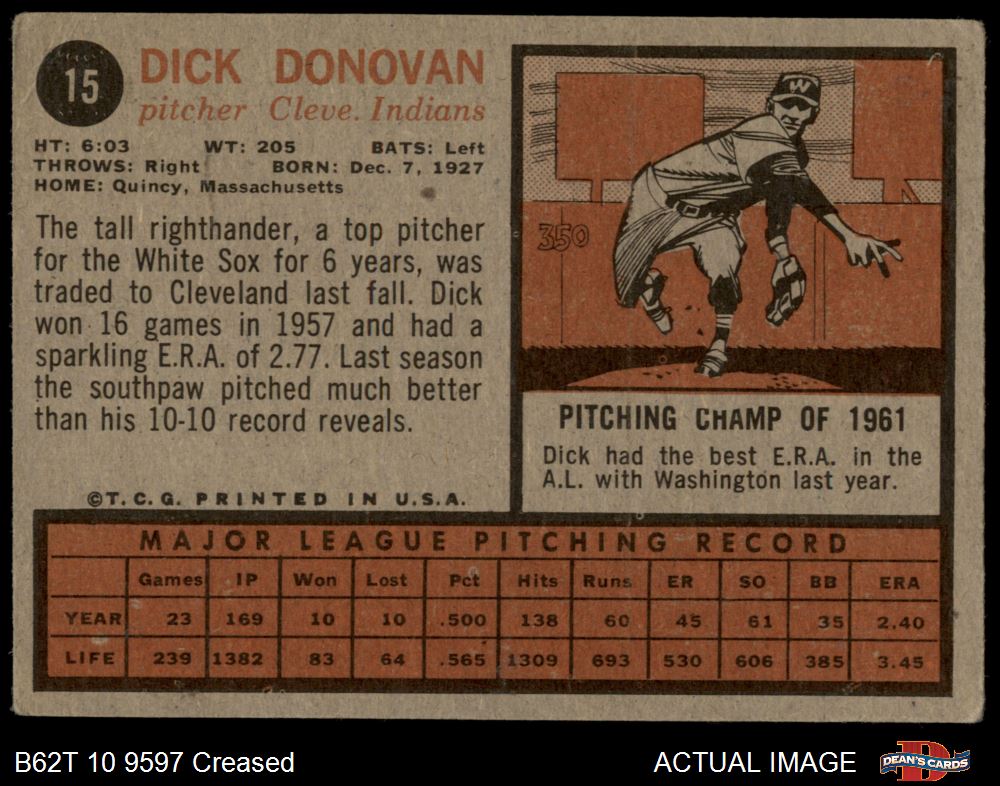 15
DICK DONOVAN
pitcher Cleve. Indians
HT: 6:03 WT: 205 BATS: Left
THROWS: Right BORN: Dec. 7, 1927
HOME: Quincy, Massachusetts
The tall righthander, a top pitcher
for the White Sox for 6 years, was
traded to Cleveland last fall. Dick
won 16 games in 1957 and had a
sparkling E.R.A. of 2.77. Last season
the southpaw pitched much better
than his 10-10 record reveals.
©T.C.G. PRINTED IN U.S.A.
W
350
PITCHING CHAMP OF 1961
Dick had the best E.R.A. in the
A.L. with Washington last year.
MAJOR LEAGUE PITCHING RECORD
Games IP Won Lost Pct Hits Runs ER SO BB ERA
YEAR 23 169 10 10 .500 138 60 45 61 35 2.40
LIFE 239 1382 83 64 .565 1309 693 530 606 385 3.45
B62T 10 9597 Creased
ACTUAL IMAGE
D
DEAN'S CARDS